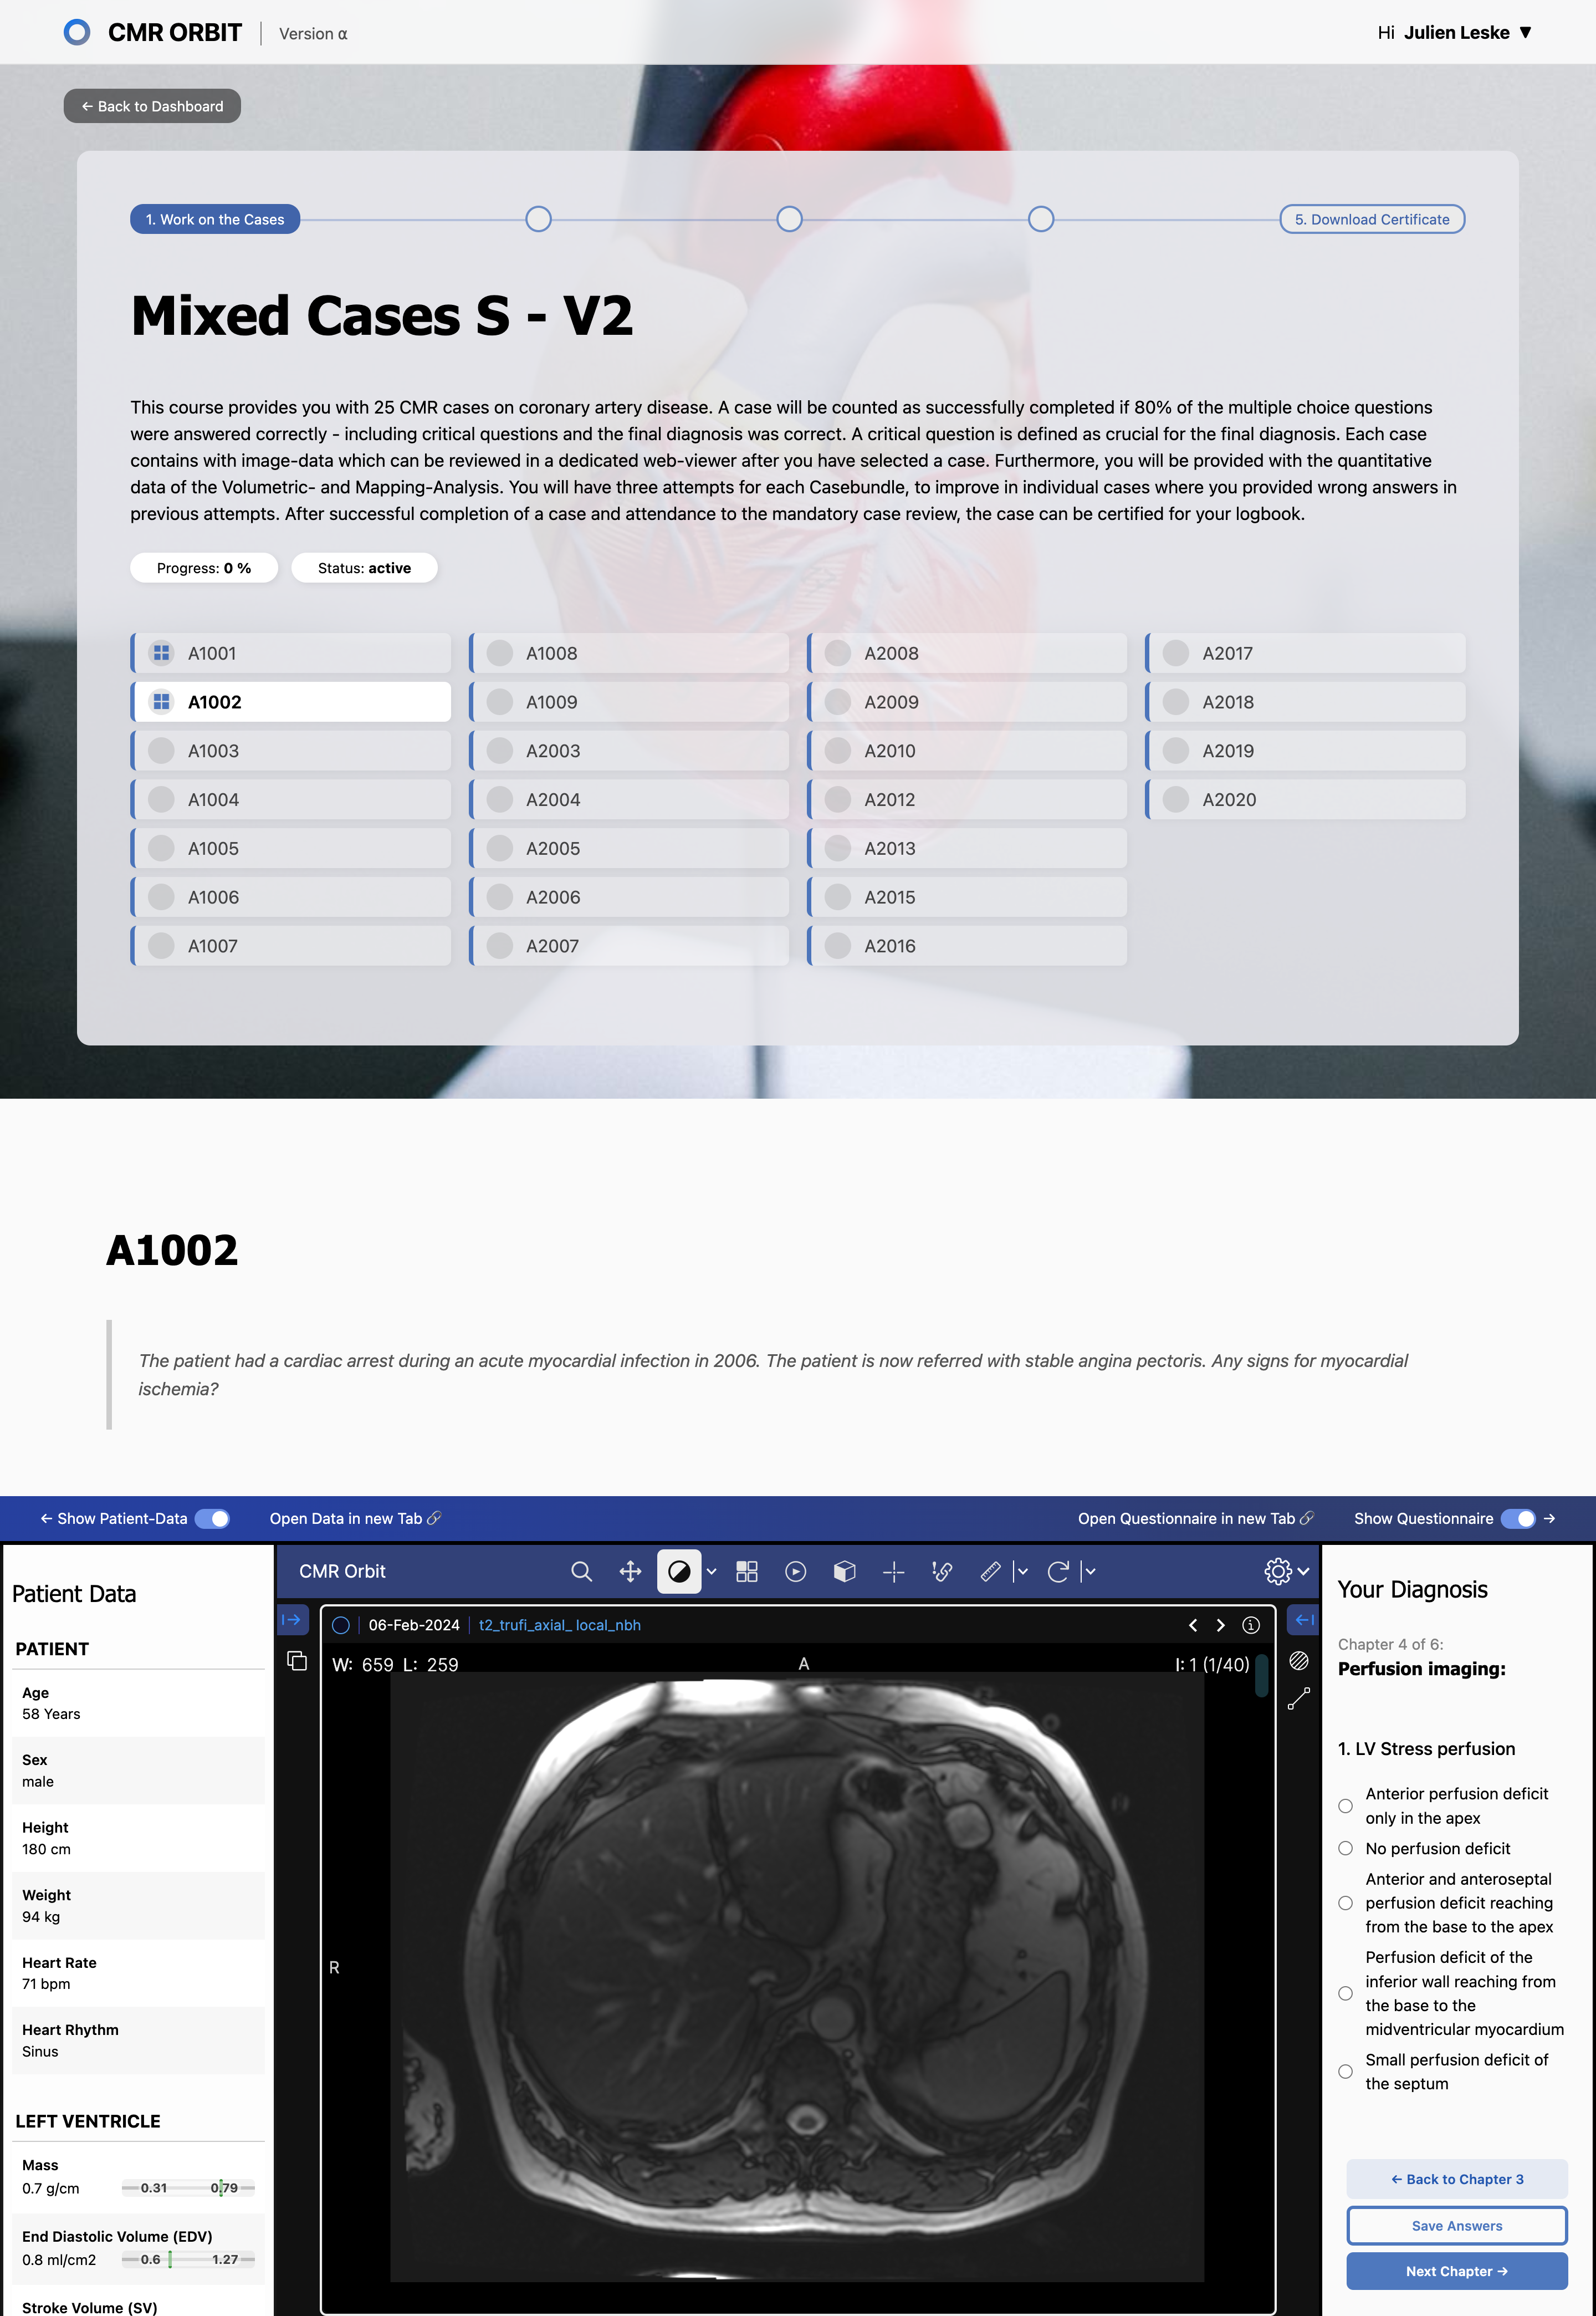 CMR ORBIT | Version α
Hi Julien Leske ▼
← Back to Dashboard
1. Work on the Cases
5. Download Certificate
Mixed Cases S - V2
This course provides you with 25 CMR cases on coronary artery disease. A case will be counted as successfully completed if 80% of the multiple choice questions
were answered correctly - including critical questions and the final diagnosis was correct. A critical question is defined as crucial for the final diagnosis. Each case
contains with image-data which can be reviewed in a dedicated web-viewer after you have selected a case. Furthermore, you will be provided with the quantitative
data of the Volumetric- and Mapping-Analysis. You will have three attempts for each Casebundle, to improve in individual cases where you provided wrong answers in
previous attempts. After successful completion of a case and attendance to the mandatory case review, the case can be certified for your logbook.
Progress: 0 %
Status: active
A1001
A1002
A1003
A1004
A1005
A1006
A1007
A1008
A1009
A2003
A2004
A2005
A2006
A2007
A2008
A2009
A2010
A2012
A2013
A2015
A2016
A2017
A2018
A2019
A2020
A1002
The patient had a cardiac arrest during an acute myocardial infection in 2006. The patient is now referred with stable angina pectoris. Any signs for myocardial
ischemia?
← Show Patient-Data
Open Data in new Tab
Open Questionnaire in new Tab
Show Questionnaire →
Patient Data
PATIENT
Age
58 Years
Sex
male
Height
180 cm
Weight
94 kg
Heart Rate
71 bpm
Heart Rhythm
Sinus
LEFT VENTRICLE
Mass
0.7 g/cm 0.31 0.79
End Diastolic Volume (EDV)
0.8 ml/cm2 0.6 1.27
Stroke Volume (SV)
CMR Orbit
06-Feb-2024 | t2_trufi_axial_ local_nbh
W: 659 L: 259
A
I: 1 (1/40)
R
Your Diagnosis
Chapter 4 of 6:
Perfusion imaging:
1. LV Stress perfusion
Anterior perfusion deficit
only in the apex
No perfusion deficit
Anterior and anteroseptal
perfusion deficit reaching
from the base to the apex
Perfusion deficit of the
inferior wall reaching from
the base to the
midventricular myocardium
Small perfusion deficit of
the septum
← Back to Chapter 3
Save Answers
Next Chapter →